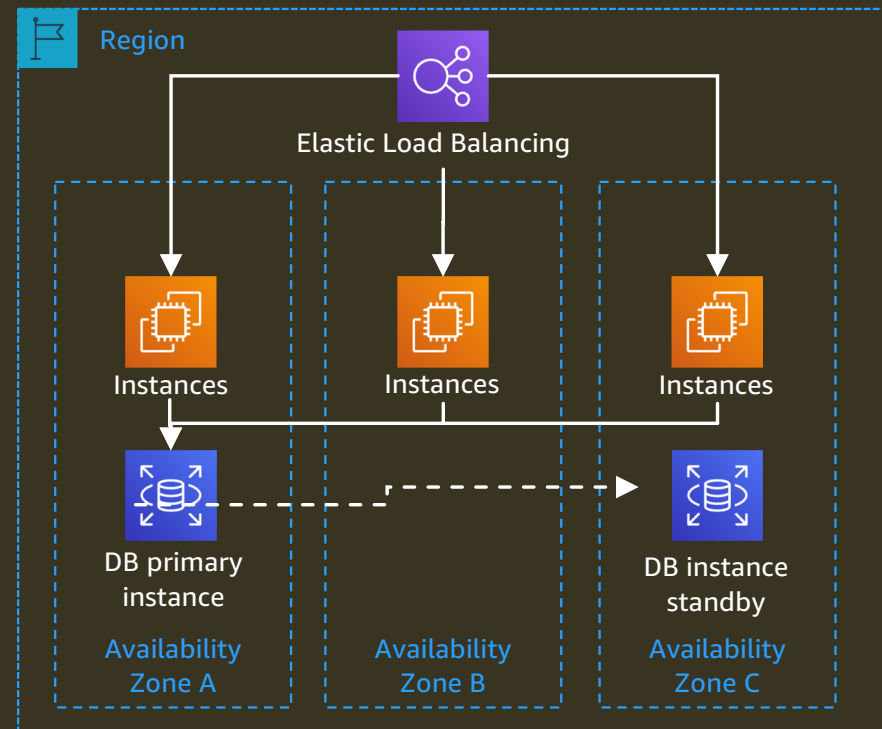 Region
Elastic Load Balancing
Instances
Instances
Instances
DB primary
instance
DB instance
standby
Availability
Zone A
Availability
Zone B
Availability
Zone C